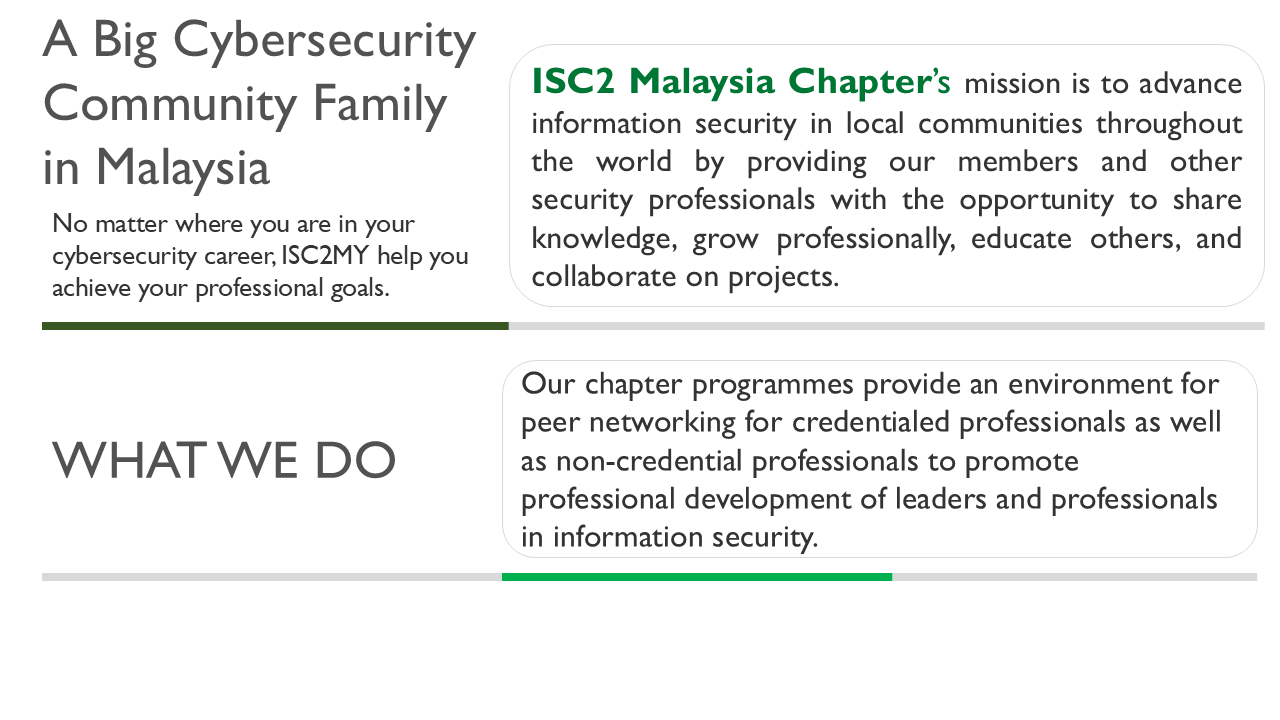 A Big Cybersecurity
Community Family
in Malaysia
No matter where you are in your
cybersecurity career, ISC2MY help you
achieve your professional goals.
ISC2 Malaysia Chapter's mission is to advance
information security in local communities throughout
the world by providing our members and other
security professionals with the opportunity to share
knowledge, grow professionally, educate others, and
collaborate on projects.
WHAT WE DO
Our chapter programmes provide an environment for
peer networking for credentialed professionals as well
as non-credential professionals to promote
professional development of leaders and professionals
in information security.